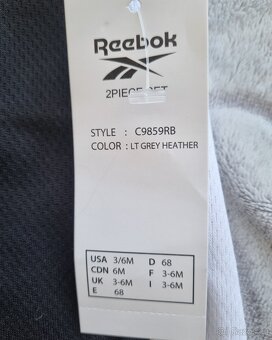 Reebok
2PIECE SET
STYLE : C9859RB
COLOR : LT GREY HEATHER
USA 3/6M D 68
CDN 6M F 3-6M
UK 3-6M I 3-6M
E 68